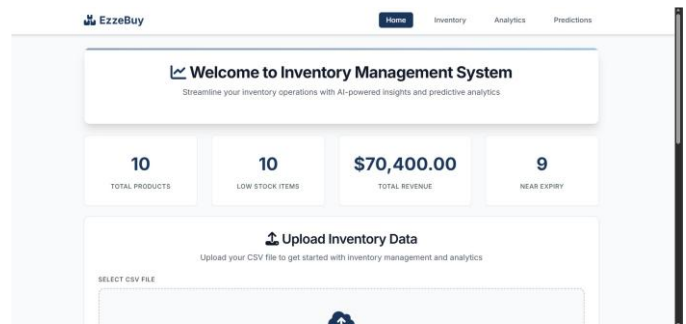 EzzeBuy
Home Inventory Analytics Predictions
Welcome to Inventory Management System
Streamline your inventory operations with AI-powered insights and predictive analytics
10 10 $70,400.00 9
TOTAL PRODUCTS LOW STOCK ITEMS TOTAL REVENUE NEAR EXPIRY
Upload Inventory Data
Upload your CSV file to get started with inventory management and analytics
SELECT CSV FILE